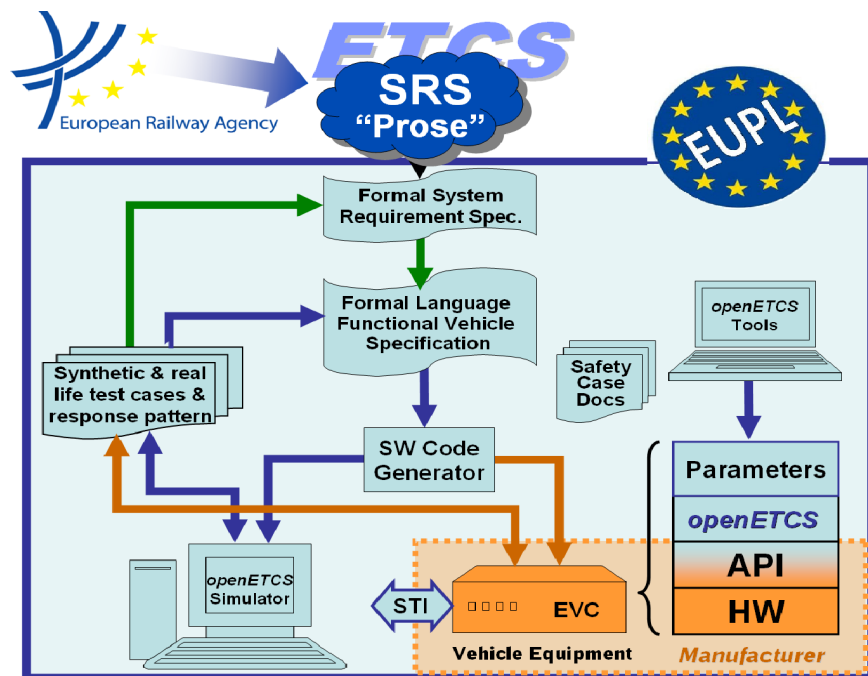 ETCS
European Railway Agency
SRS
“Prose”
EUPL
Formal System
Requirement Spec.
Formal Language
Functional Vehicle
Specification
openETCS
Tools
Synthetic & real
life test cases &
response pattern
Safety
Case
Docs
SW Code
Generator
Parameters
openETCS
API
HW
openETCS
Simulator
STI
EVC
Vehicle Equipment
Manufacturer